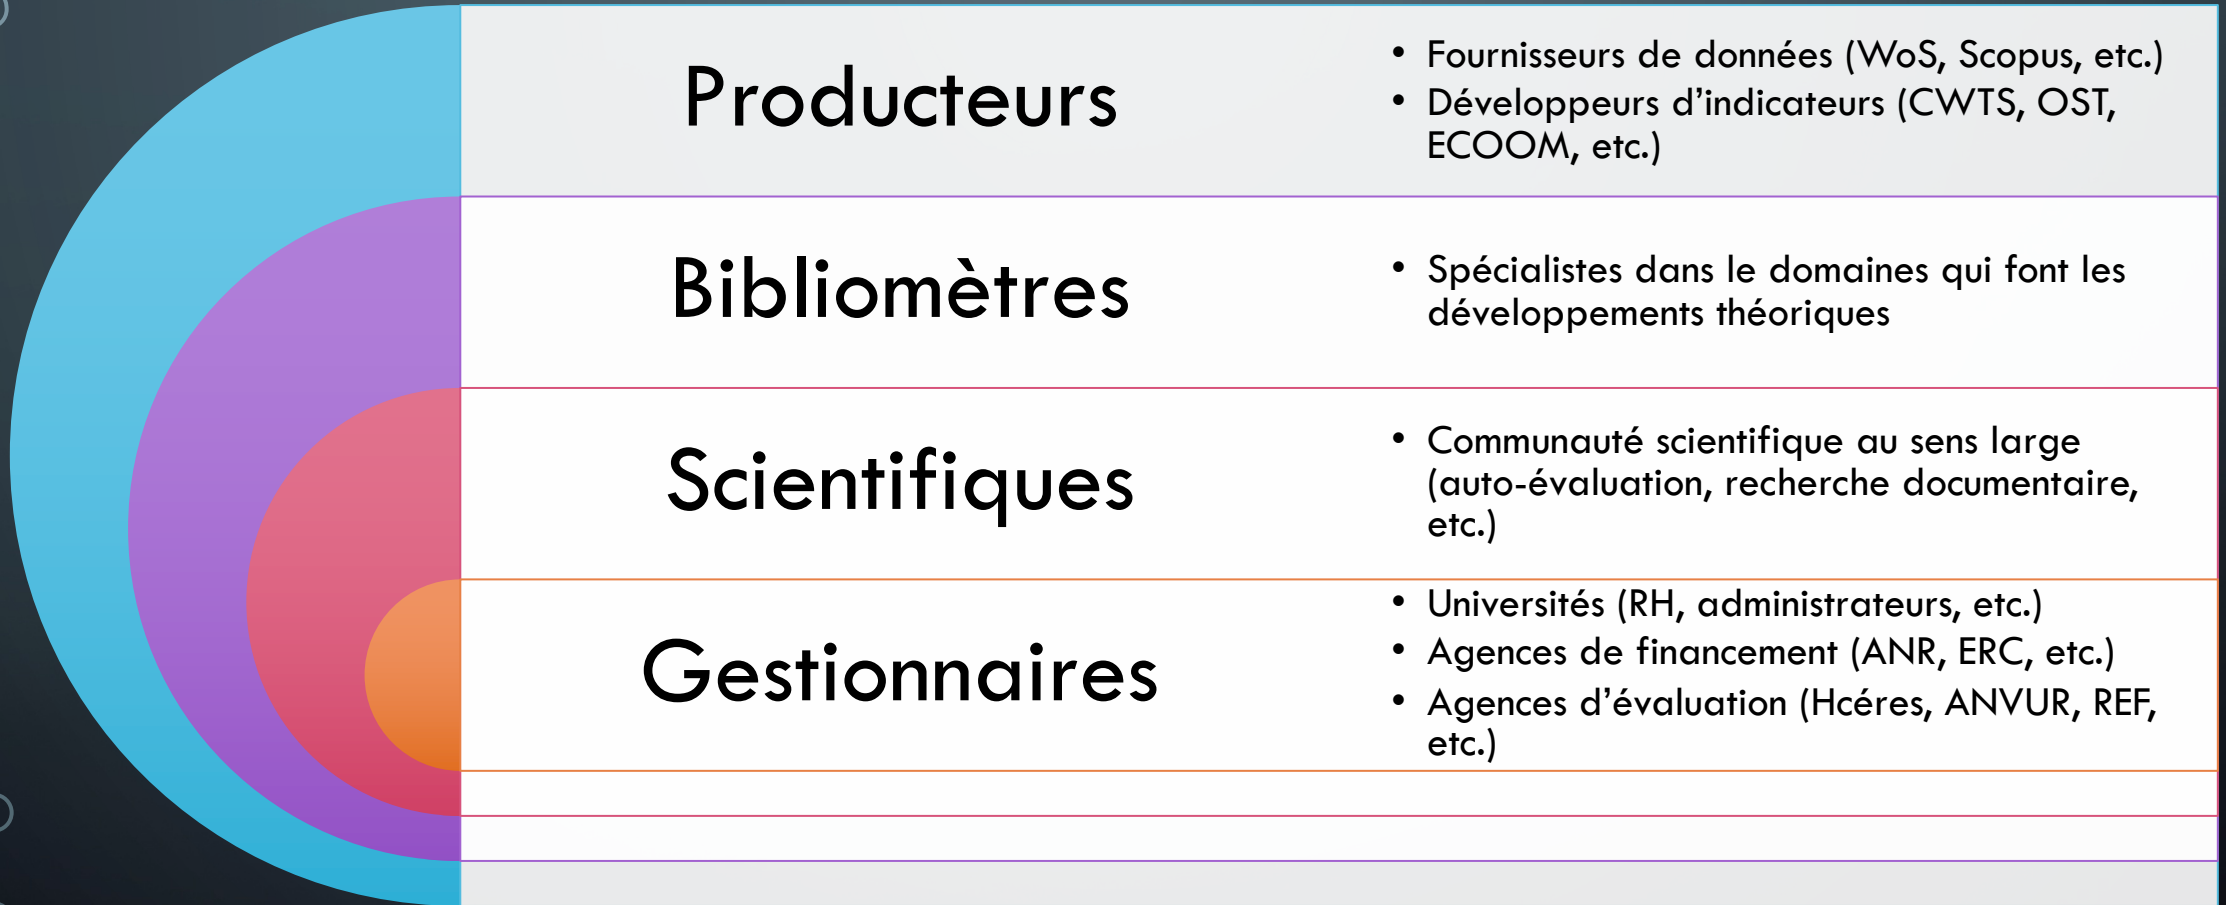 Producteurs
• Fournisseurs de données (WoS, Scopus, etc.)
• Développeurs d’indicateurs (CWTS, OST,
ECOOM, etc.)
Bibliomètres
• Spécialistes dans le domaines qui font les
développements théoriques
Scientifiques
• Communauté scientifique au sens large
(auto-évaluation, recherche documentaire,
etc.)
Gestionnaires
• Universités (RH, administrateurs, etc.)
• Agences de financement (ANR, ERC, etc.)
• Agences d’évaluation (Hcéres, ANVUR, REF,
etc.)